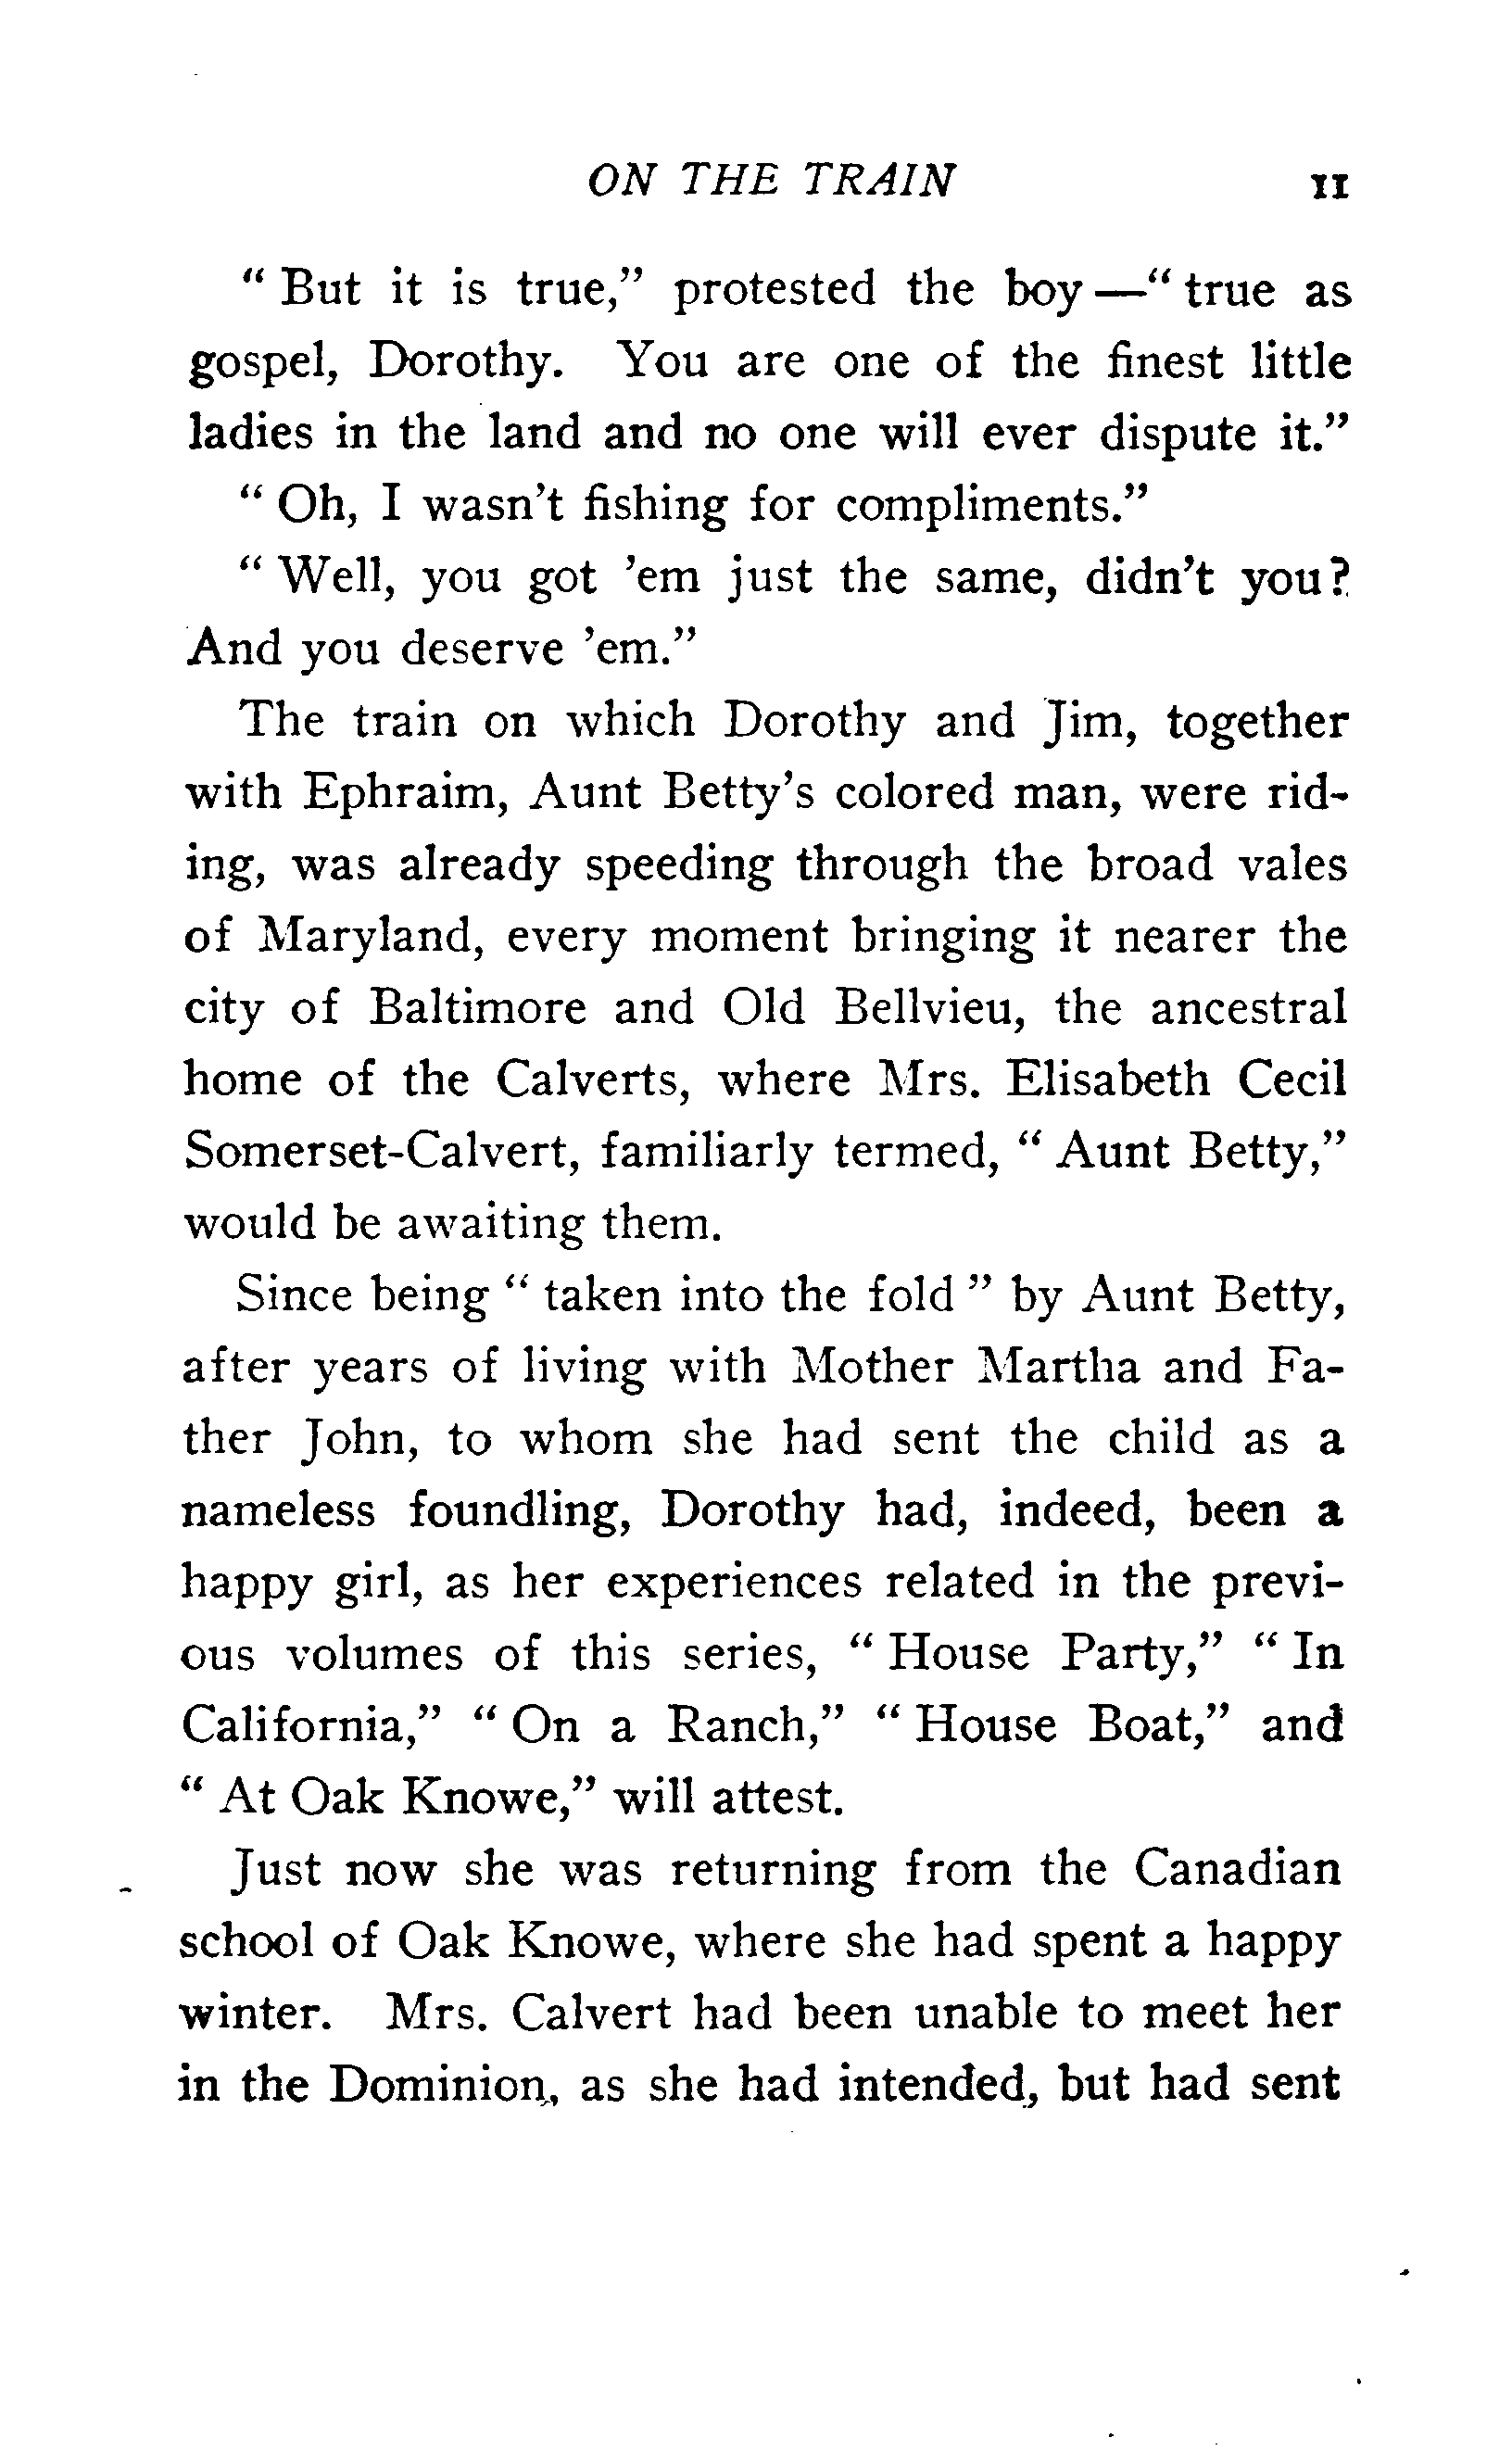 ON THE TRAIN 11
" But it is true," protested the boy —" true as
gospel, Dorothy. You are one of the finest little
ladies in the land and no one will ever dispute it."
" Oh, I wasn't fishing for compliments."
" Well, you got 'em just the same, didn't you?
And you deserve 'em."
The train on which Dorothy and Jim, together
with Ephraim, Aunt Betty's colored man, were rid-
ing, was already speeding through the broad vales
of Maryland, every moment bringing it nearer the
city of Baltimore and Old Bellvieu, the ancestral
home of the Calverts, where Mrs. Elisabeth Cecil
Somerset-Calvert, familiarly termed, " Aunt Betty,"
would be awaiting them.
Since being " taken into the fold " by Aunt Betty,
after years of living with Mother Martha and Fa-
ther John, to whom she had sent the child as a
nameless foundling, Dorothy had, indeed, been a
happy girl, as her experiences related in the previ-
ous volumes of this series, " House Party," " In
California," " On a Ranch," " House Boat," and
" At Oak Knowe," will attest.
Just now she was returning from the Canadian
school of Oak Knowe, where she had spent a happy
winter. Mrs. Calvert had been unable to meet her
in the Dominion, as she had intended, but had sent